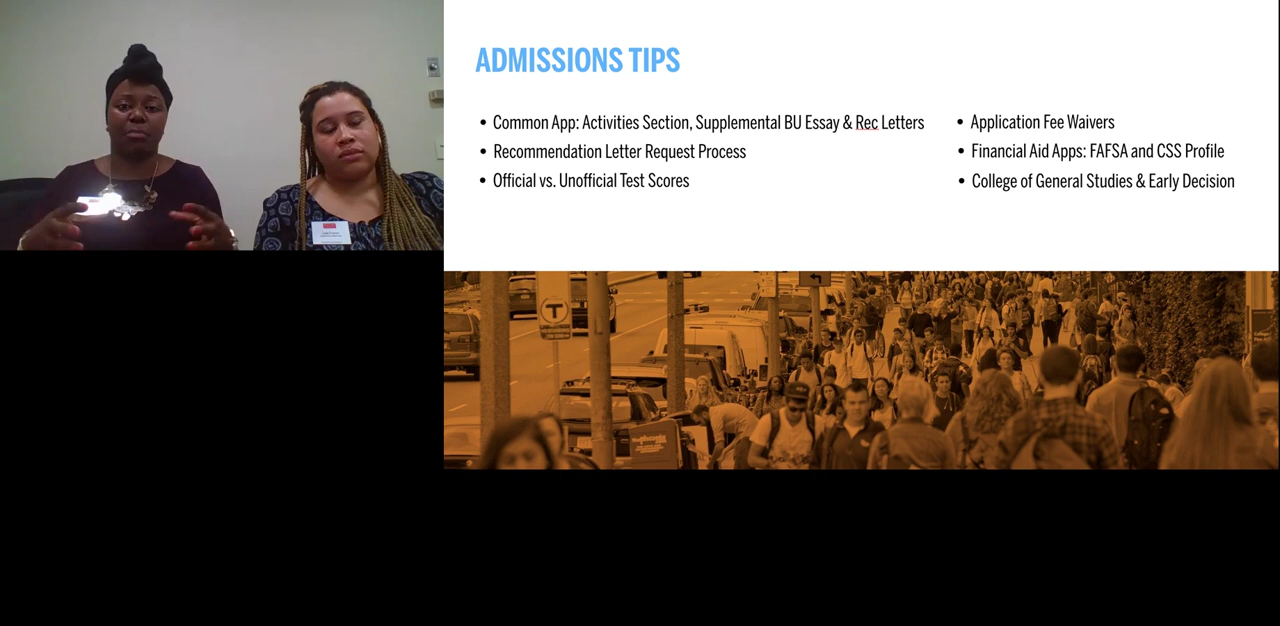 ADMISSIONS TIPS
• Common App: Activities Section, Supplemental BU Essay & Rec Letters
• Recommendation Letter Request Process
• Official vs. Unofficial Test Scores
• Application Fee Waivers
• Financial Aid Apps: FAFSA and CSS Profile
• College of General Studies & Early Decision
T